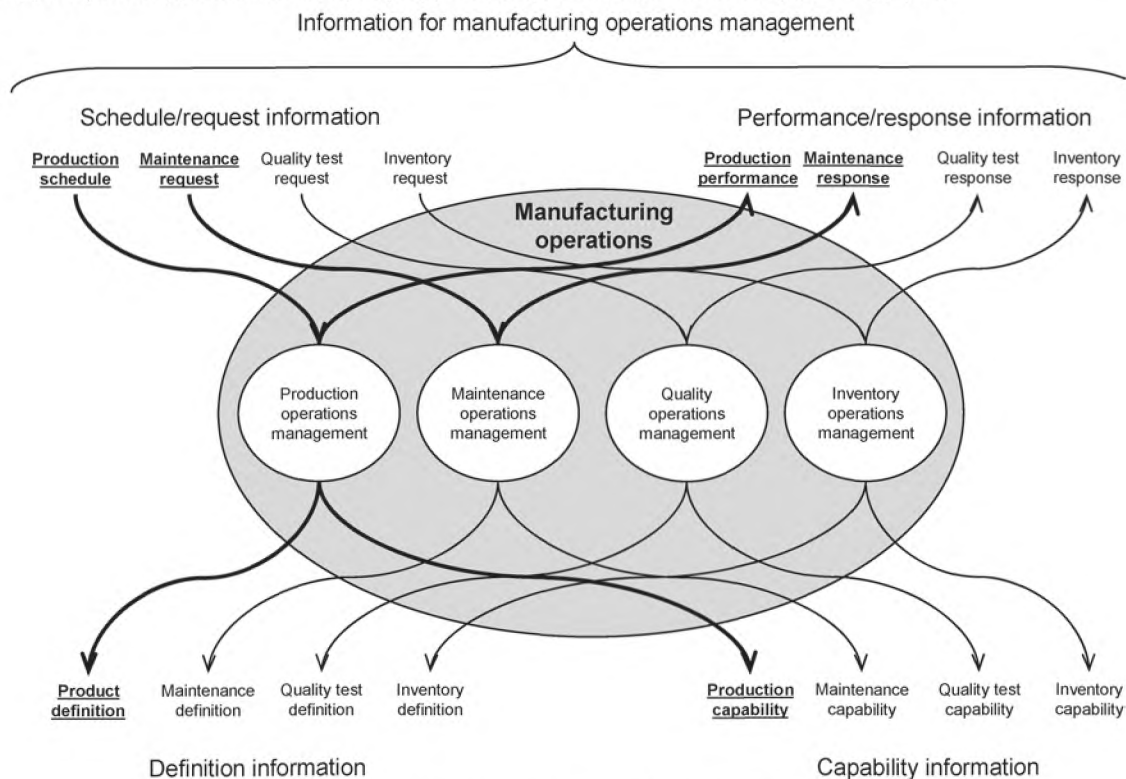 Information for manufacturing operations management
Schedule/request information
Performance/response information
Production
schedule
Maintenance
request
Quality test
request
Inventory
request
Production
performance
Maintenance
response
Quality test
response
Inventory
response
Manufacturing
operations
Production
operations
management
Maintenance
operations
management
Quality
operations
management
Inventory
operations
management
Product
definition
Maintenance
definition
Quality test
definition
Inventory
definition
Production
capability
Maintenance
capability
Quality test
capability
Inventory
capability
Definition information
Capability information